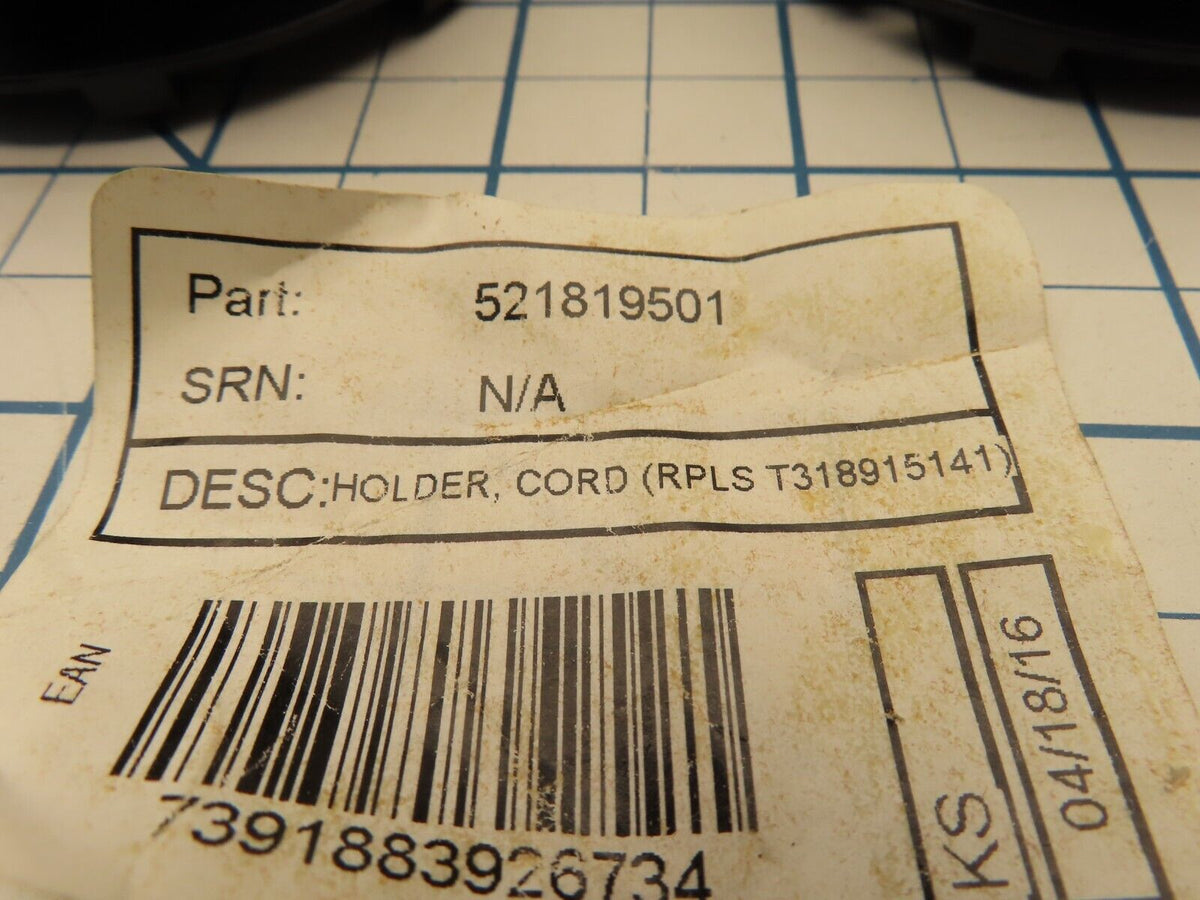 Part: 521819501
SRN: N/A
DESC:HOLDER, CORD (RPLS T318915141)
EAN
7391883926734
KS
04/18/16